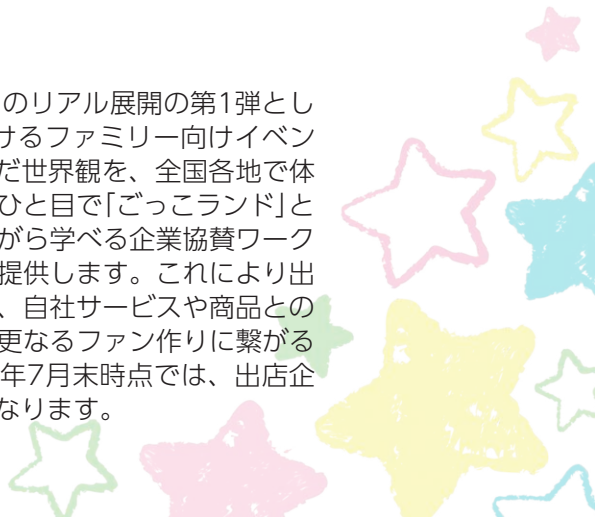 のリアル展開の第1弾とし
けるファミリー向けイベン
だ世界観を、全国各地で体
ひと目で「ごっこランド」と
がら学べる企業協賛ワーク
提供します。これにより出
、自社サービスや商品との
更なるファン作りに繋がる
年7月末時点では、出店企
なります。